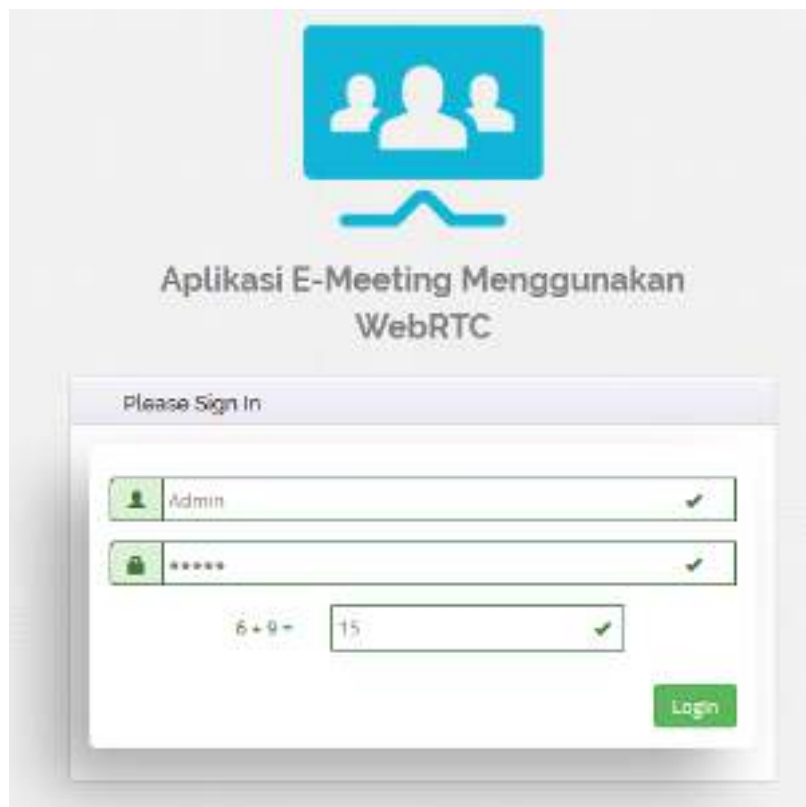 Aplikasi E-Meeting Menggunakan
WebRTC
Please Sign In
Admin
*****
6 + 9 = 15
Login